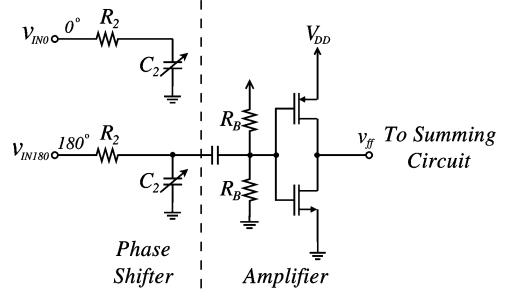 v_IN0 0° R_2
C_2
V_DD
R_B
v_IN180 180° R_2
C_2
R_B
v_ff To Summing
Circuit
Phase
Shifter
Amplifier